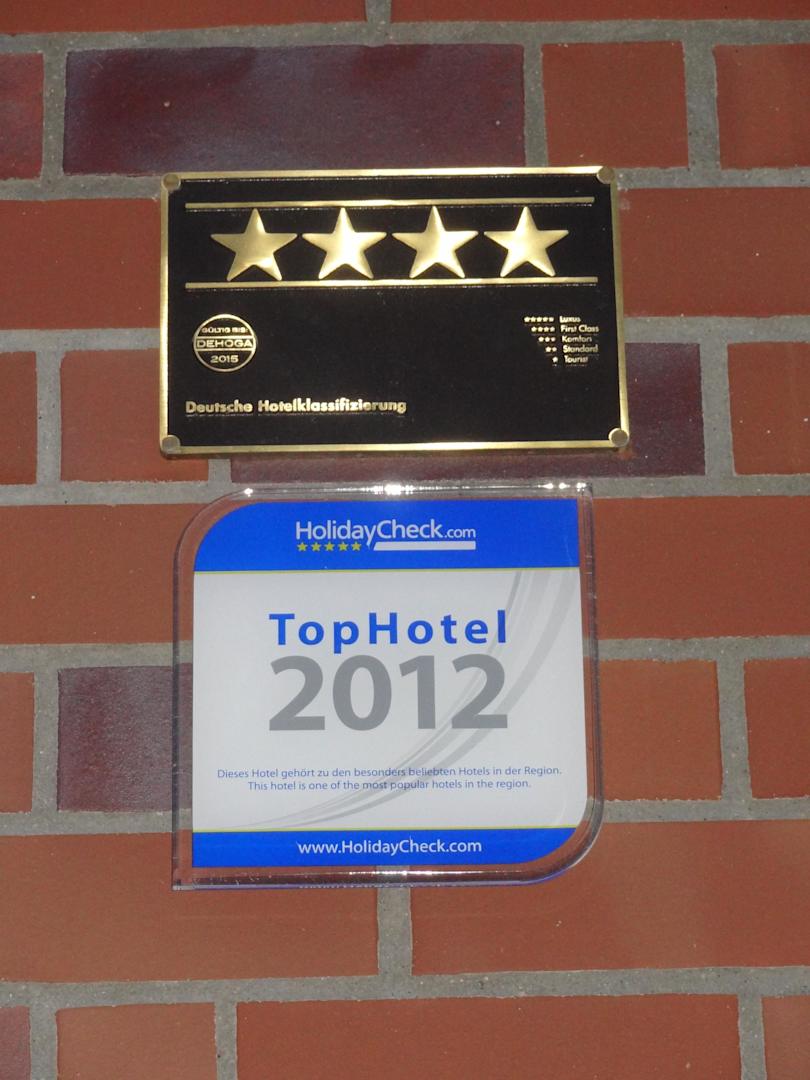 GÜLTIG BIS:
DEHOGA
2015
Luxus
First Class
Komfort
Standard
Tourist
Deutsche Hotelklassifizierung
HolidayCheck.com
TopHotel
2012
Dieses Hotel gehört zu den besonders beliebten Hotels in der Region.
This hotel is one of the most popular hotels in the region.
www.HolidayCheck.com